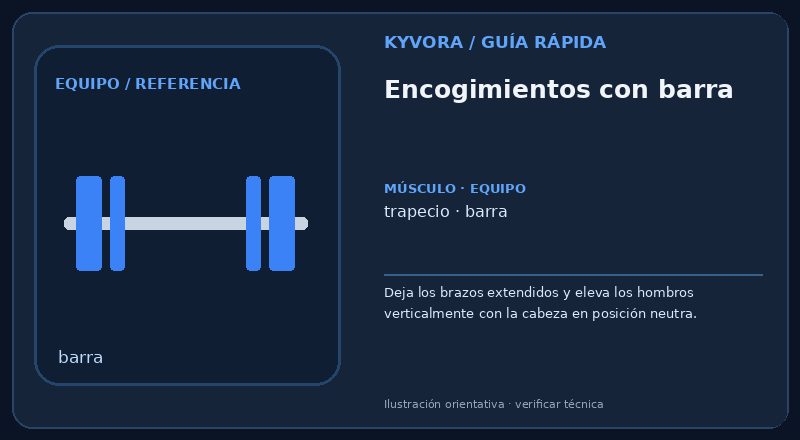 EQUIPO / REFERENCIA
barra
KYVORA / GUÍA RÁPIDA
Encogimientos con barra
MÚSCULO · EQUIPO
trapecio · barra
Deja los brazos extendidos y eleva los hombros
verticalmente con la cabeza en posición neutra.
Ilustración orientativa · verificar técnica